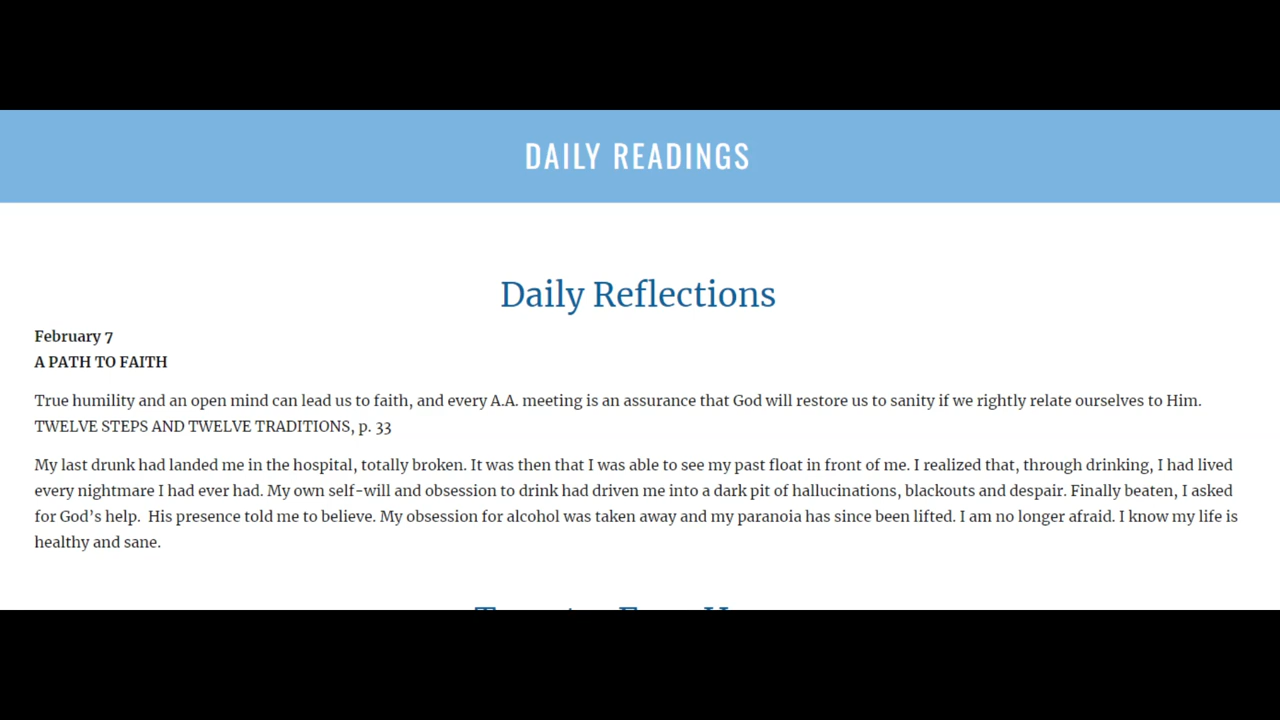 DAILY READINGS
Daily Reflections
February 7
A PATH TO FAITH
True humility and an open mind can lead us to faith, and every A.A. meeting is an assurance that God will restore us to sanity if we rightly relate ourselves to Him.
TWELVE STEPS AND TWELVE TRADITIONS, p. 33
My last drunk had landed me in the hospital, totally broken. It was then that I was able to see my past float in front of me. I realized that, through drinking, I had lived
every nightmare I had ever had. My own self-will and obsession to drink had driven me into a dark pit of hallucinations, blackouts and despair. Finally beaten, I asked
for God’s help.  His presence told me to believe. My obsession for alcohol was taken away and my paranoia has since been lifted. I am no longer afraid. I know my life is
healthy and sane.